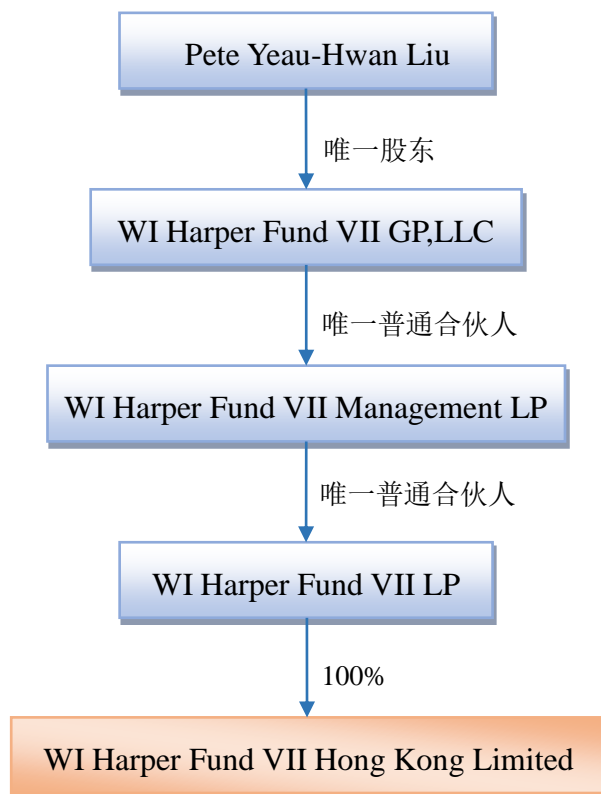 Pete Yeau-Hwan Liu
唯一股东
WI Harper Fund VII GP,LLC
唯一普通合伙人
WI Harper Fund VII Management LP
唯一普通合伙人
WI Harper Fund VII LP
100%
WI Harper Fund VII Hong Kong Limited